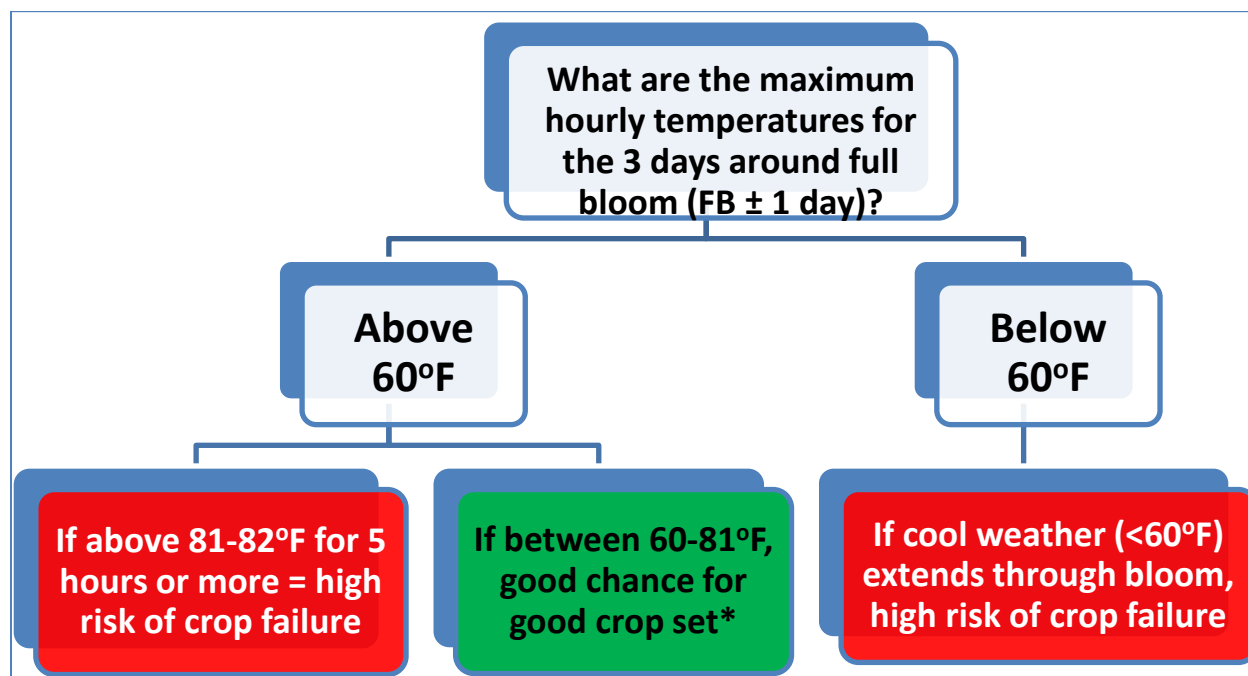 What are the maximum
hourly temperatures for
the 3 days around full
bloom (FB ± 1 day)?
Above
60ºF
Below
60ºF
If above 81-82ºF for 5
hours or more = high
risk of crop failure
If between 60-81ºF,
good chance for
good crop set*
If cool weather (<60ºF)
extends through bloom,
high risk of crop failure